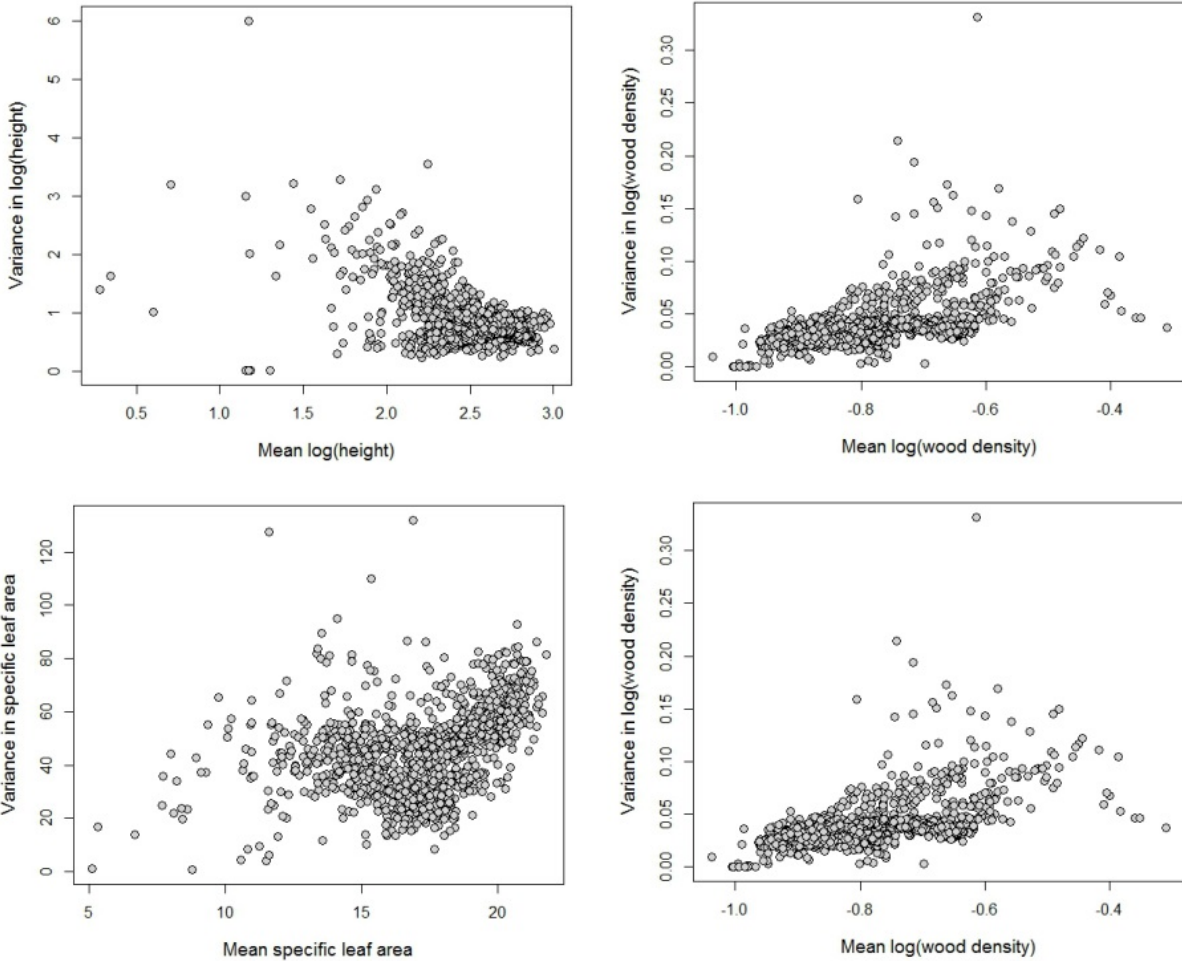 Variance in log(height)
6
5
4
3
2
1
0
0.5 1.0 1.5 2.0 2.5 3.0
Mean log(height)
Variance in log(wood density)
0.30
0.25
0.20
0.15
0.10
0.05
0.00
-1.0 -0.8 -0.6 -0.4
Mean log(wood density)
Variance in specific leaf area
120
100
80
60
40
20
0
5 10 15 20
Mean specific leaf area
Variance in log(wood density)
0.30
0.25
0.20
0.15
0.10
0.05
0.00
-1.0 -0.8 -0.6 -0.4
Mean log(wood density)